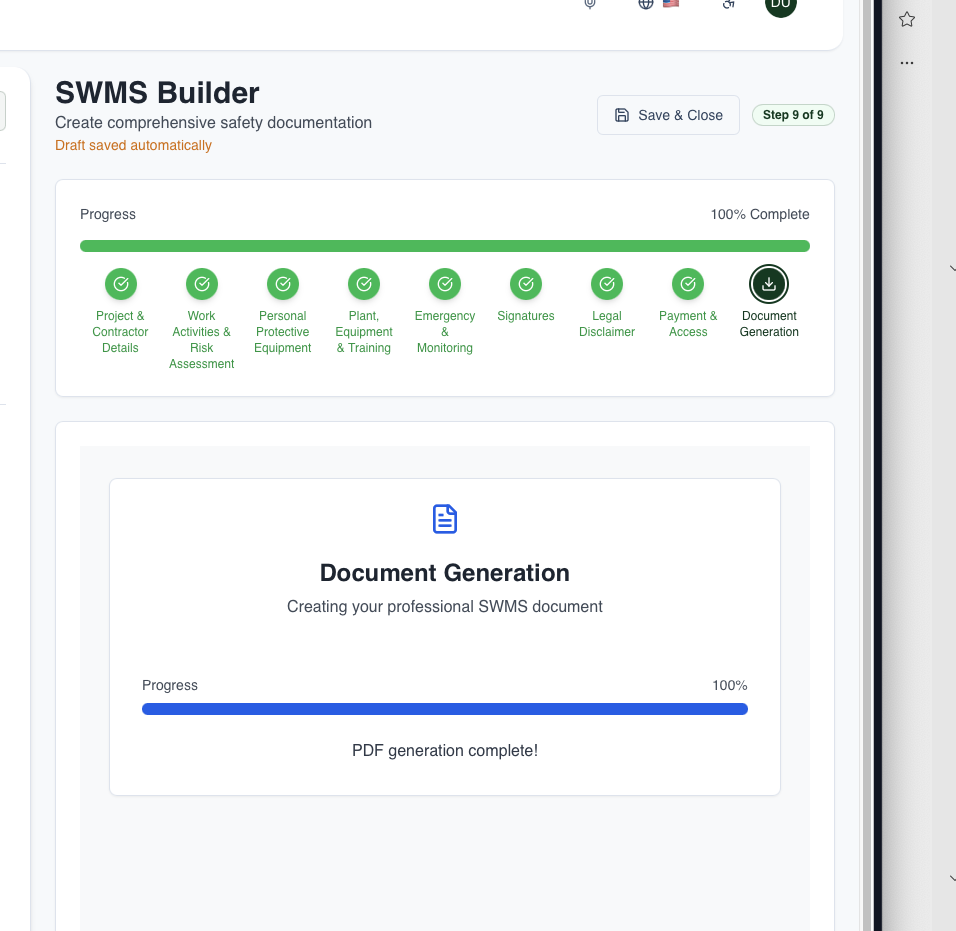 DU
SWMS Builder
Create comprehensive safety documentation
Draft saved automatically
Save & Close
Step 9 of 9
Progress
100% Complete
Project &
Contractor
Details
Work
Activities &
Risk
Assessment
Personal
Protective
Equipment
Plant,
Equipment
& Training
Emergency
&
Monitoring
Signatures
Legal
Disclaimer
Payment &
Access
Document
Generation
Document Generation
Creating your professional SWMS document
Progress
100%
PDF generation complete!